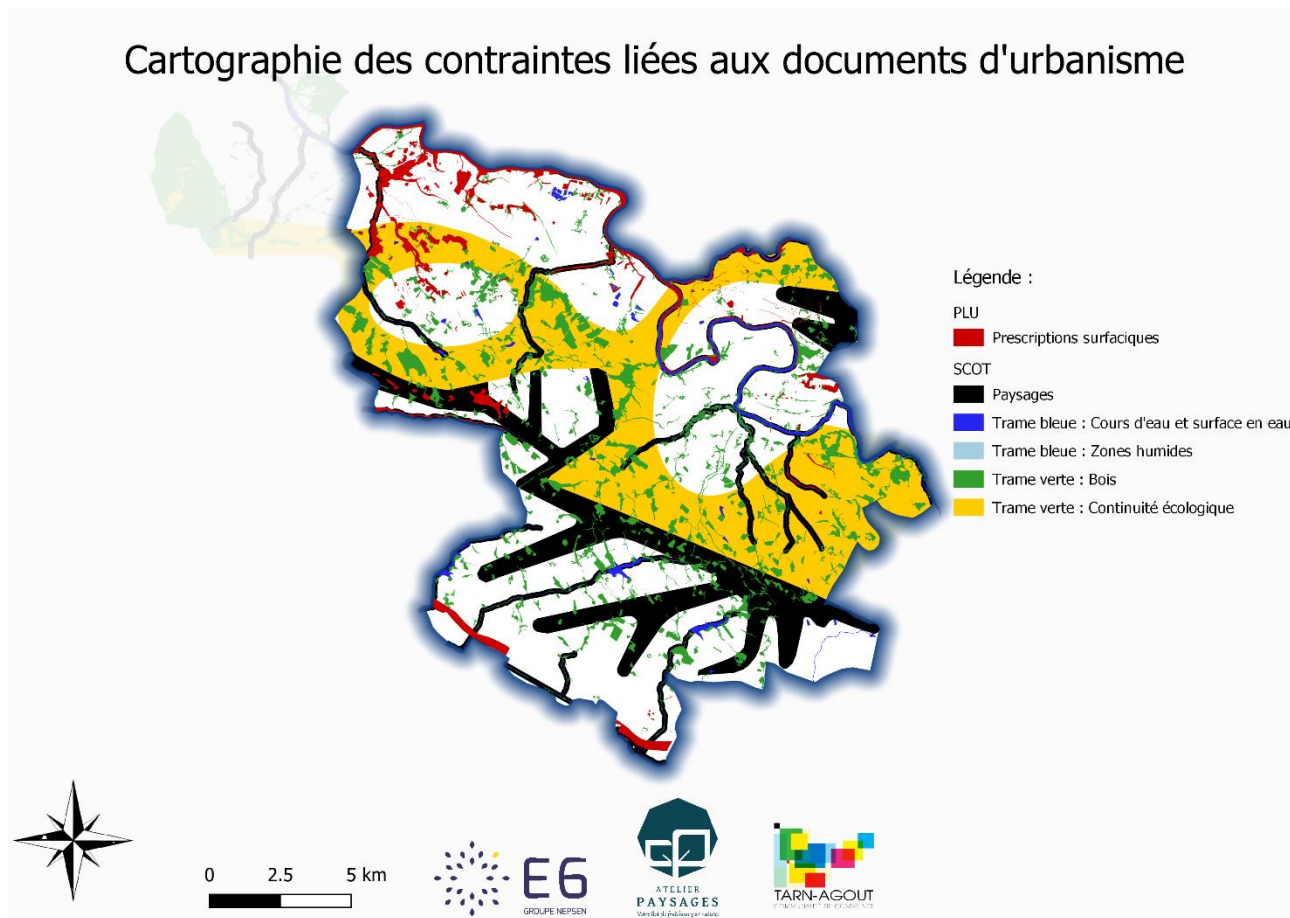 Cartographie des contraintes liées aux documents d'urbanisme
Légende :
PLU
Prescriptions surfaciques
SCOT
Paysages
Trame bleue : Cours d'eau et surface en eau
Trame bleue : Zones humides
Trame verte : Bois
Trame verte : Continuité écologique
0 2.5 5 km
E6
GROUPE NEPSEN
ATELIER
PAYSAGES
TARN-AGOUT